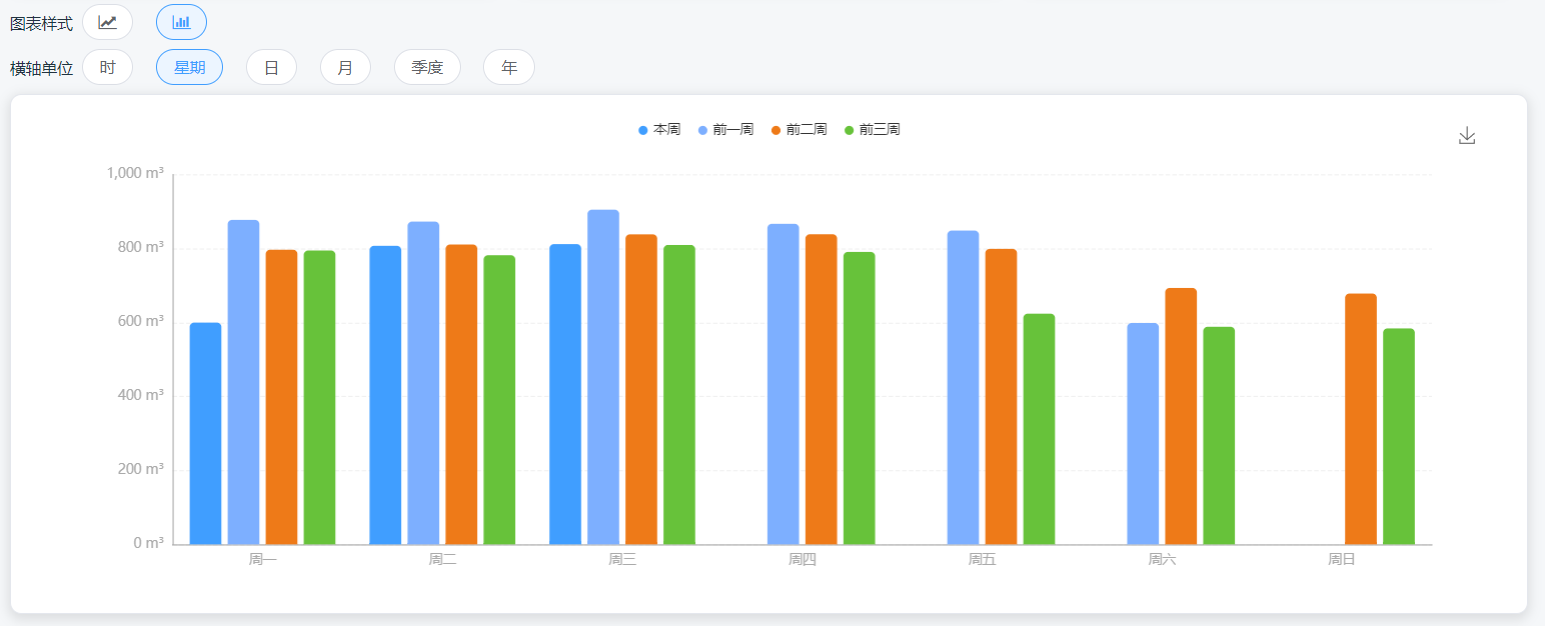 图表样式
横轴单位 时 星期 日 月 季度 年
本周 前一周 前二周 前三周
1,000 m³
800 m³
600 m³
400 m³
200 m³
0 m³
周一 周二 周三 周四 周五 周六 周日